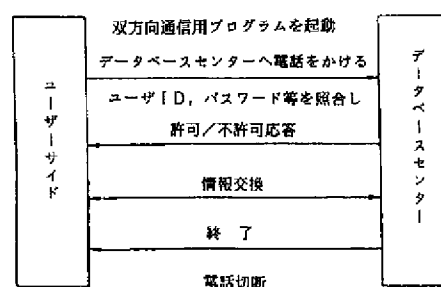 双方向通信用プログラムを起動
データベースセンターへ電話をかける
ユーザID，パスワード等を照合し
許可／不許可応答
情報交換
終 了
電話切断
ユーザーサイド
データベースセンター